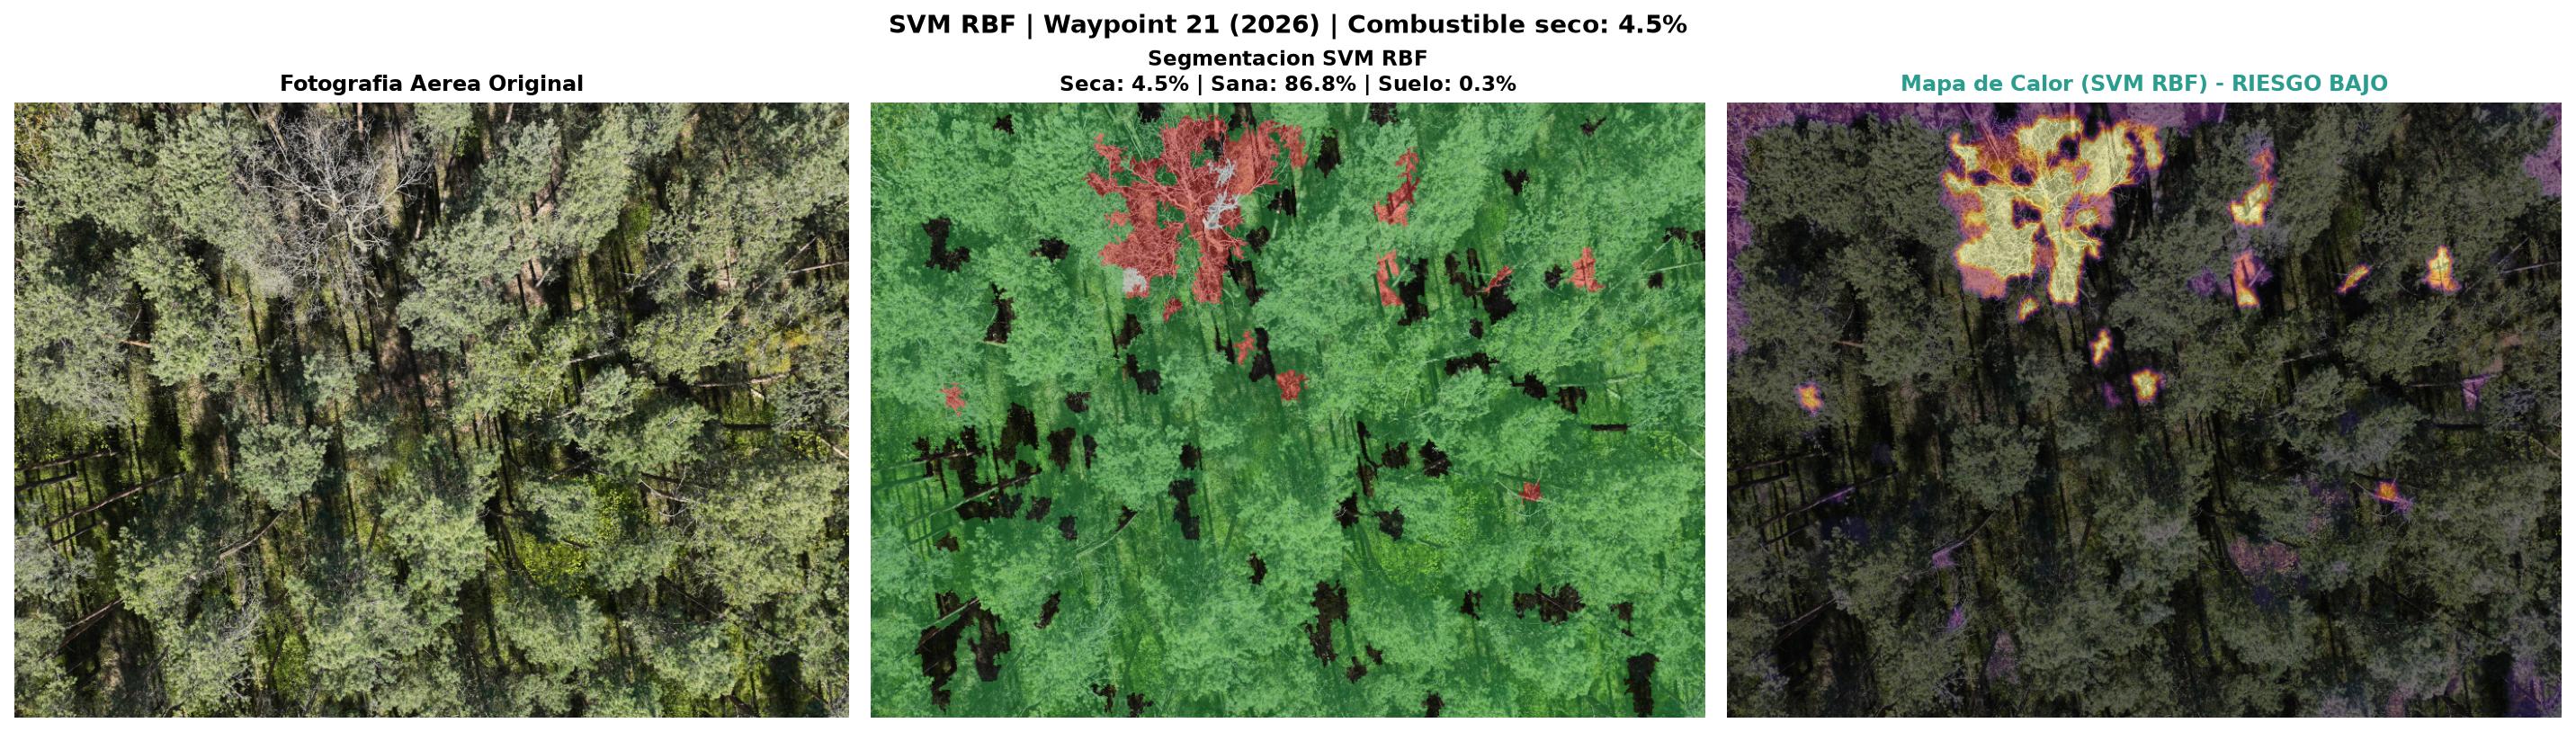 SVM RBF | Waypoint 21 (2026) | Combustible seco: 4.5%
Fotografia Aerea Original
Segmentacion SVM RBF
Seca: 4.5% | Sana: 86.8% | Suelo: 0.3%
Mapa de Calor (SVM RBF) - RIESGO BAJO